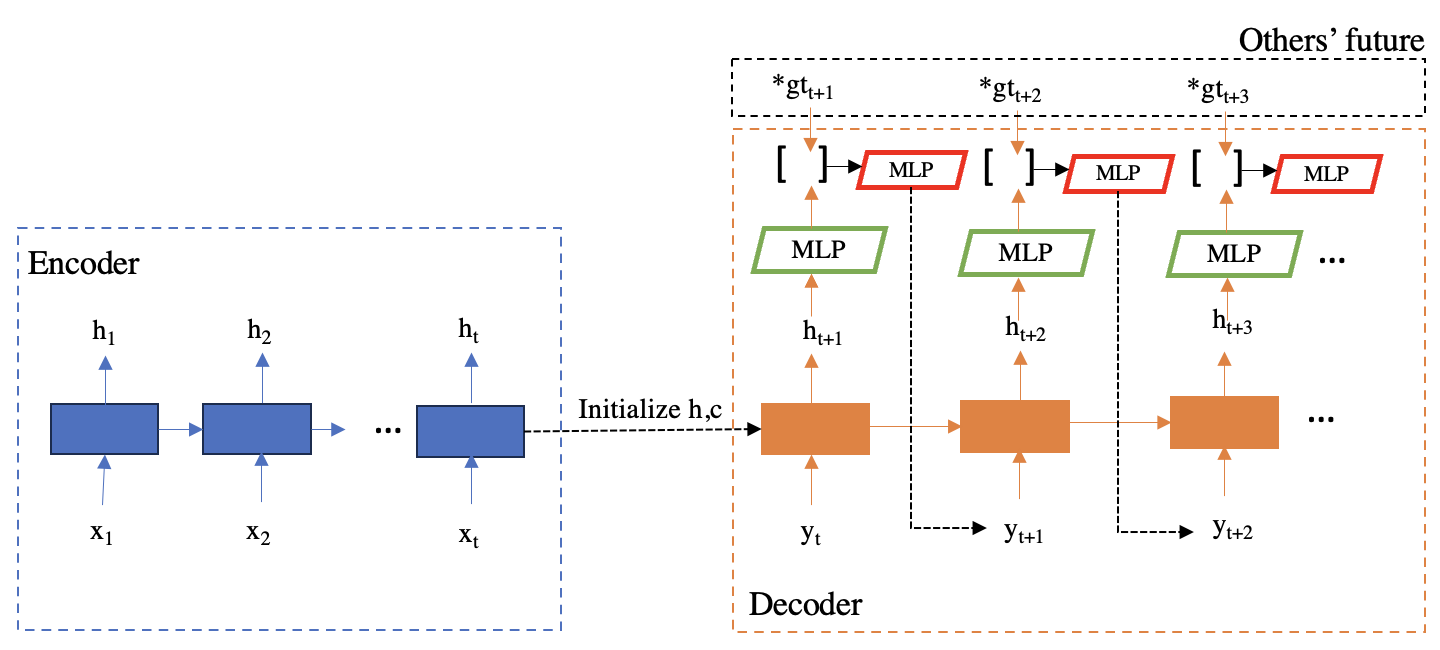 Others' future
*gt_{t+1} *gt_{t+2} *gt_{t+3}
[ ] MLP [ ] MLP [ ] MLP
MLP MLP MLP ...
Encoder
h_1 h_2 h_t h_{t+1} h_{t+2} h_{t+3}
... Initialize h,c ...
x_1 x_2 x_t y_t y_{t+1} y_{t+2}
Decoder